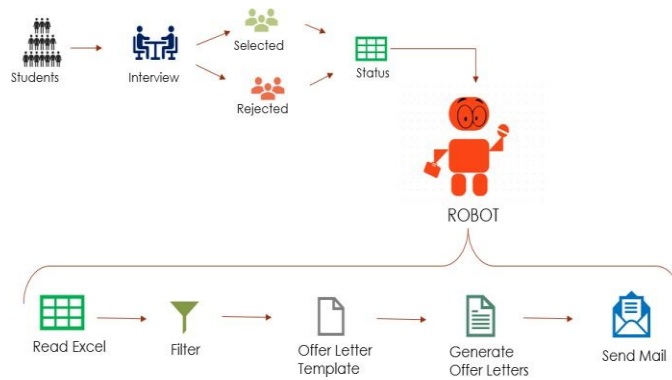 Students
Interview
Selected
Rejected
Status
ROBOT
Read Excel
Filter
Offer Letter
Template
Generate
Offer Letters
Send Mail